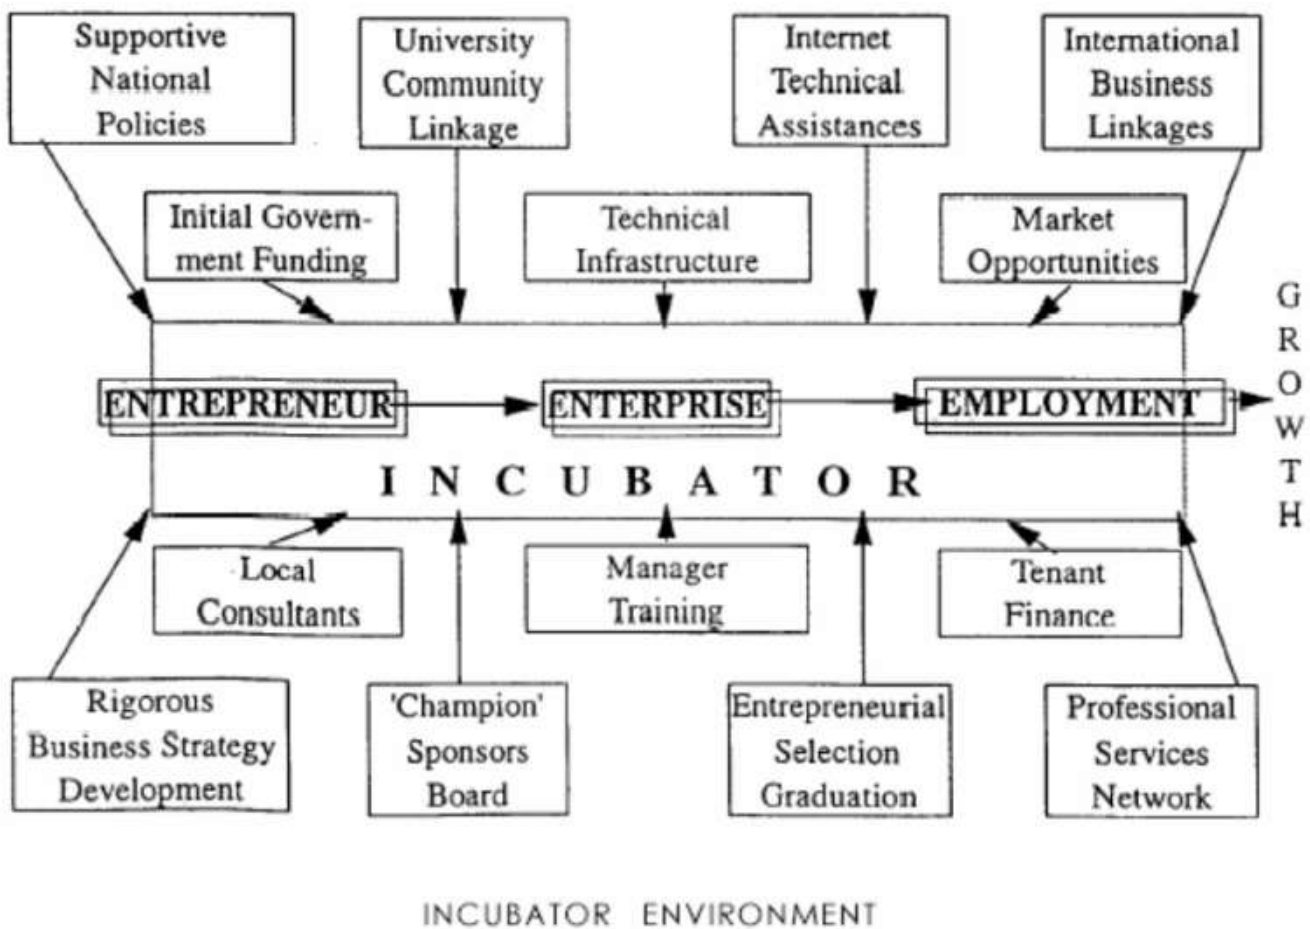 Supportive
National
Policies
University
Community
Linkage
Internet
Technical
Assistances
International
Business
Linkages
Initial Govern-
ment Funding
Technical
Infrastructure
Market
Opportunities
GROWTH
ENTREPRENEUR
ENTERPRISE
EMPLOYMENT
INCUBATOR
Local
Consultants
Manager
Training
Tenant
Finance
Rigorous
Business Strategy
Development
'Champion'
Sponsors
Board
Entrepreneurial
Selection
Graduation
Professional
Services
Network
INCUBATOR ENVIRONMENT